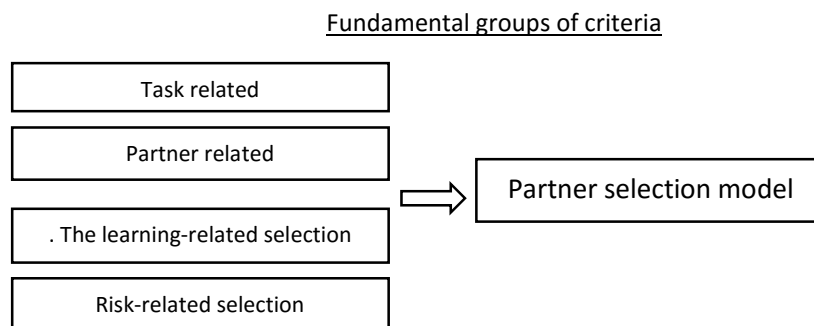 Fundamental groups of criteria
Task related
Partner related
Partner selection model
. The learning-related selection
Risk-related selection